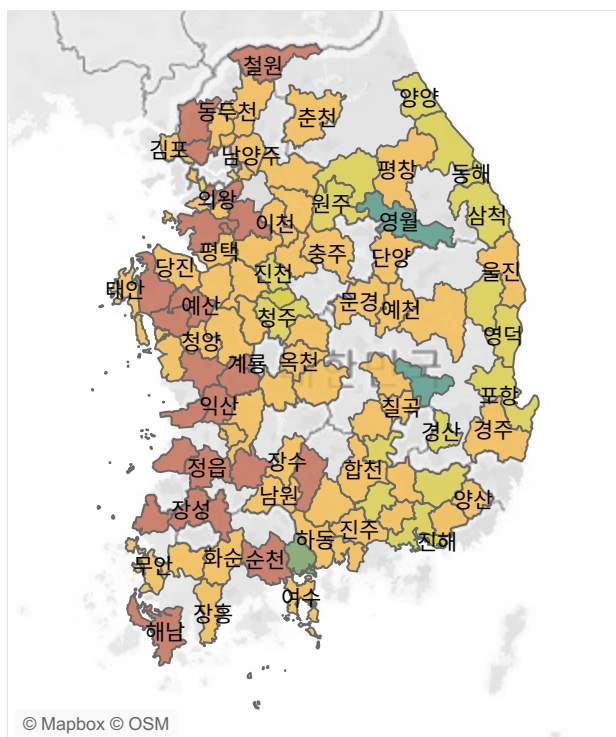 철원
양양
동두천
춘천
김포
남양주
평창
동해
의왕
원주
이천
영월
삼척
평택
충주
단양
당진
진천
울진
태안
예산
문경
예천
청주
영덕
청양
계룡
옥천
대한민국
포항
익산
칠곡
경산
경주
정읍
장수
합천
남원
양산
장성
진주
하동
진해
무안
화순
순천
여수
장흥
해남
© Mapbox © OSM